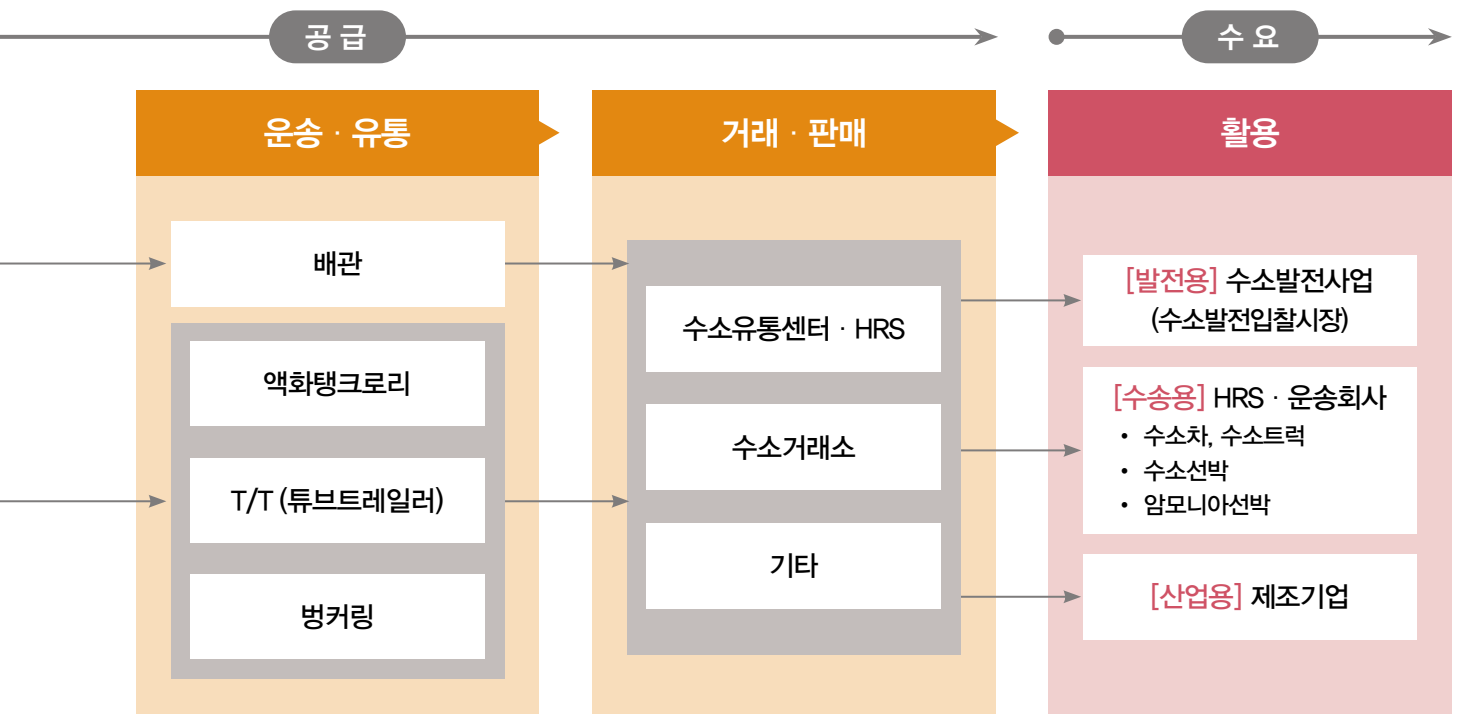 공 급
수 요
운송 · 유통
배관
액화탱크로리
T/T (튜브트레일러)
벙커링
거래 · 판매
수소유통센터 · HRS
수소거래소
기타
활용
[발전용] 수소발전사업
(수소발전입찰시장)
[수송용] HRS · 운송회사
• 수소차, 수소트럭
• 수소선박
• 암모니아선박
[산업용] 제조기업